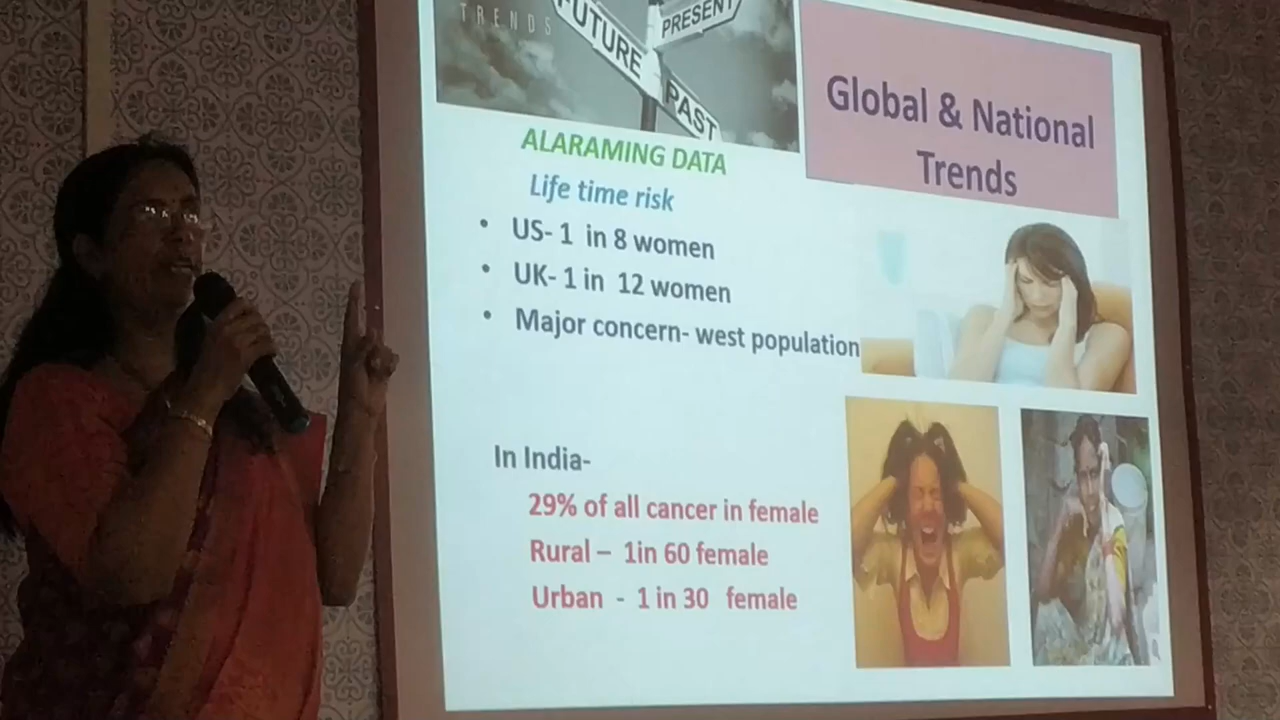 TRENDS
FUTURE
PRESENT
PAST
Global & National
Trends
ALARAMING DATA
Life time risk
• US- 1 in 8 women
• UK- 1 in 12 women
• Major concern- west population
In India-
29% of all cancer in female
Rural – 1in 60 female
Urban - 1 in 30 female